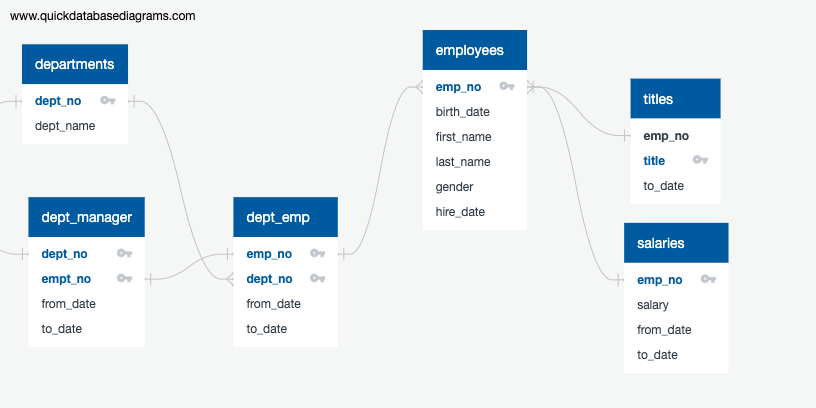 www.quickdatabasediagrams.com
departments
dept_no
dept_name
dept_manager
dept_no
empt_no
from_date
to_date
dept_emp
emp_no
dept_no
from_date
to_date
employees
emp_no
birth_date
first_name
last_name
gender
hire_date
titles
emp_no
title
to_date
salaries
emp_no
salary
from_date
to_date